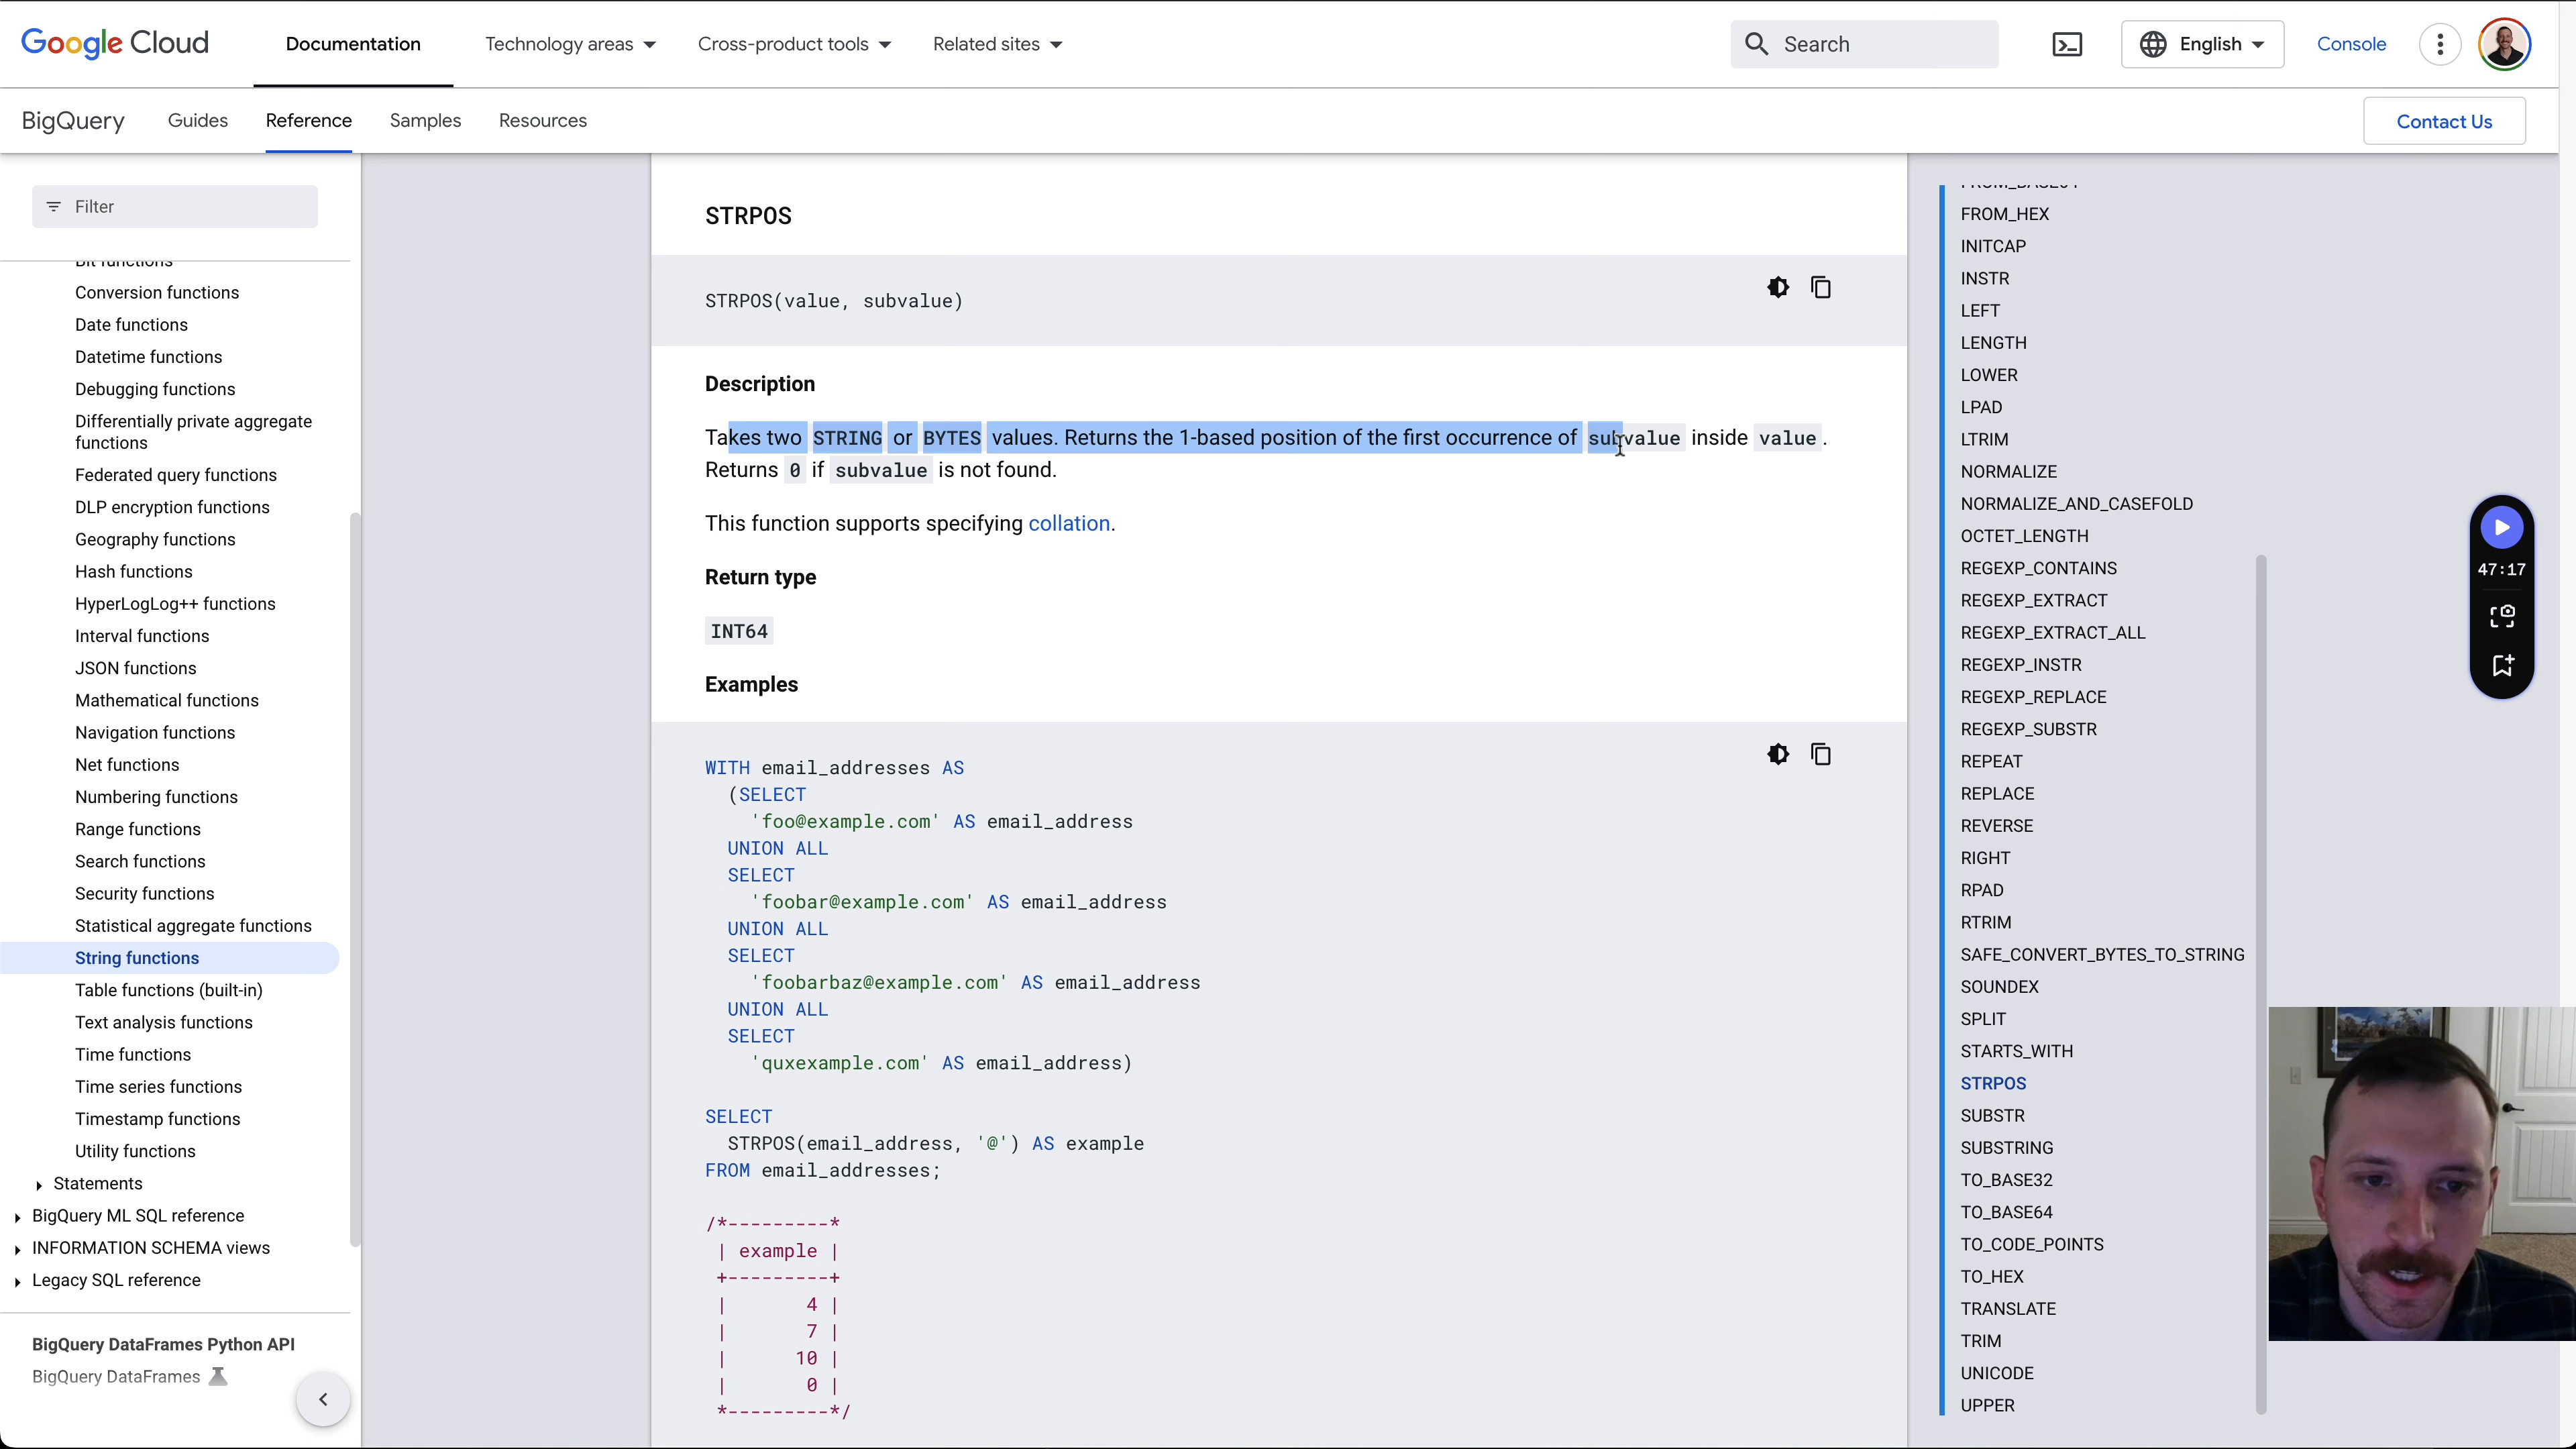 Google Cloud
Documentation
Technology areas
Cross-product tools
Related sites
Search
English
Console
BigQuery
Guides
Reference
Samples
Resources
Contact Us
Filter
Bit functions
Conversion functions
Date functions
Datetime functions
Debugging functions
Differentially private aggregate
functions
Federated query functions
DLP encryption functions
Geography functions
Hash functions
HyperLogLog++ functions
Interval functions
JSON functions
Mathematical functions
Navigation functions
Net functions
Numbering functions
Range functions
Search functions
Security functions
Statistical aggregate functions
String functions
Table functions (built-in)
Text analysis functions
Time functions
Time series functions
Timestamp functions
Utility functions
Statements
BigQuery ML SQL reference
INFORMATION SCHEMA views
Legacy SQL reference
BigQuery DataFrames Python API
BigQuery DataFrames
STRPOS
STRPOS(value, subvalue)
Description
Takes two STRING or BYTES values. Returns the 1-based position of the first occurrence of subvalue inside value.
Returns 0 if subvalue is not found.
This function supports specifying collation.
Return type
INT64
Examples
WITH email_addresses AS
(SELECT
'foo@example.com' AS email_address
UNION ALL
SELECT
'foobar@example.com' AS email_address
UNION ALL
SELECT
'foobarbaz@example.com' AS email_address
UNION ALL
SELECT
'quxexample.com' AS email_address)
SELECT
STRPOS(email_address, '@') AS example
FROM email_addresses;
/*---------*
| example |
+---------+
| 4 |
| 7 |
| 10 |
| 0 |
*---------*/
FROM_BASE64
FROM_HEX
INITCAP
INSTR
LEFT
LENGTH
LOWER
LPAD
LTRIM
NORMALIZE
NORMALIZE_AND_CASEFOLD
OCTET_LENGTH
REGEXP_CONTAINS
REGEXP_EXTRACT
REGEXP_EXTRACT_ALL
REGEXP_INSTR
REGEXP_REPLACE
REGEXP_SUBSTR
REPEAT
REPLACE
REVERSE
RIGHT
RPAD
RTRIM
SAFE_CONVERT_BYTES_TO_STRING
SOUNDEX
SPLIT
STARTS_WITH
STRPOS
SUBSTR
SUBSTRING
TO_BASE32
TO_BASE64
TO_CODE_POINTS
TO_HEX
TRANSLATE
TRIM
UNICODE
UPPER
47:17